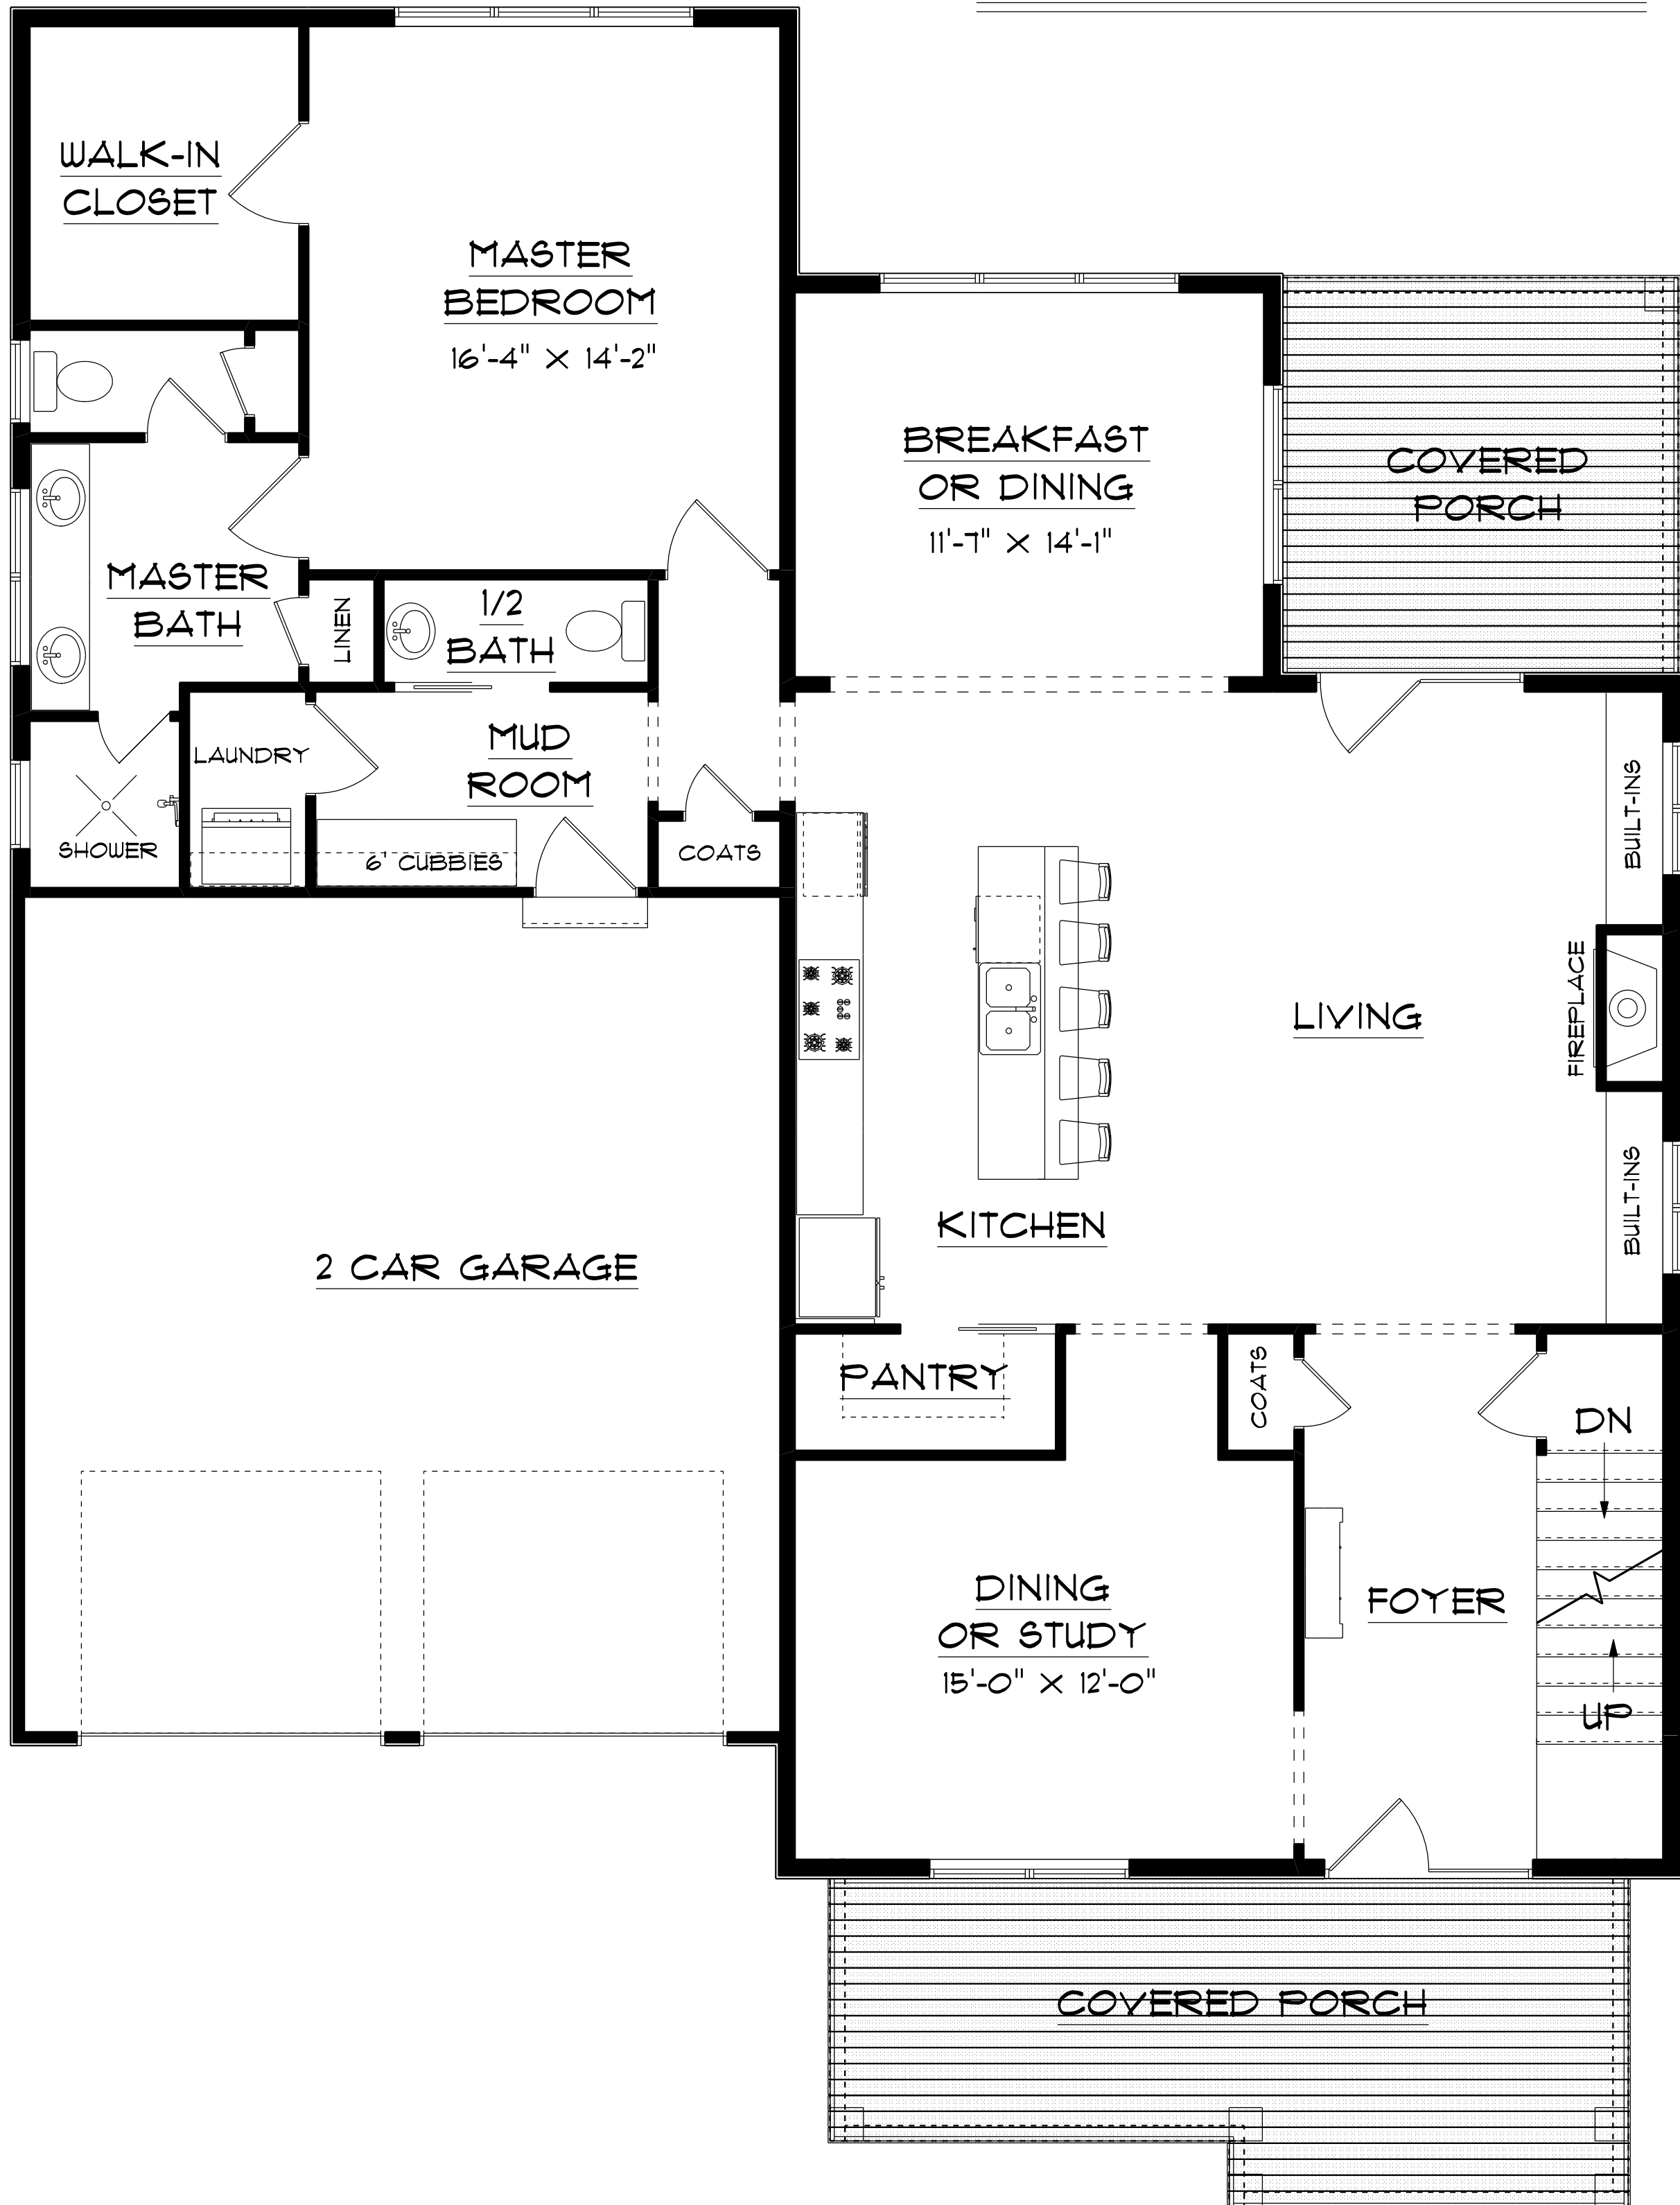 WALK-IN
CLOSET
MASTER
BEDROOM
16'-4" X 14'-2"
BREAKFAST
OR DINING
11'-7" X 14'-1"
COVERED
PORCH
MASTER
BATH
LINEN
1/2
BATH
LAUNDRY
MUD
ROOM
SHOWER
6' CUBBIES
COATS
BUILT-INS
FIREPLACE
LIVING
BUILT-INS
KITCHEN
2 CAR GARAGE
PANTRY
COATS
DN
DINING
OR STUDY
15'-0" X 12'-0"
FOYER
UP
COVERED PORCH